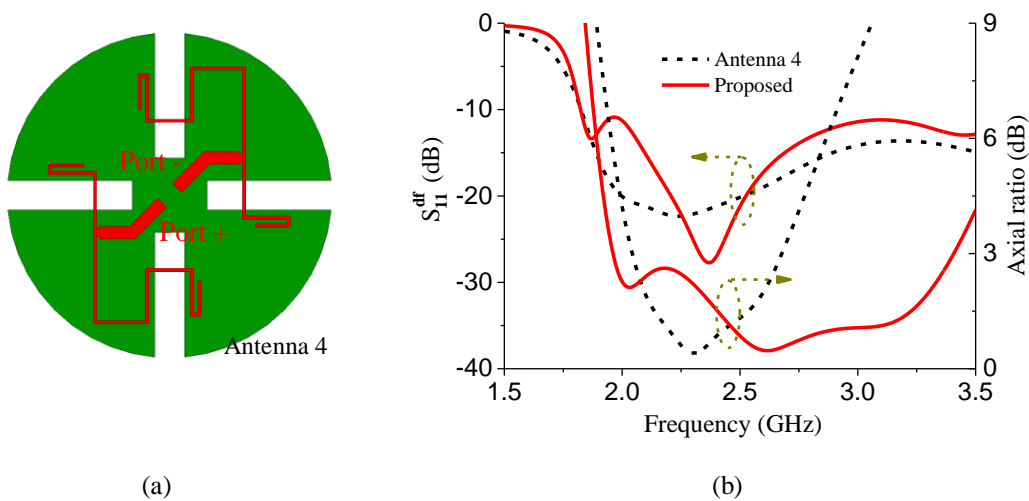 Port -
Port +
Antenna 4
0
-10
-20
-30
-40
S₁₁ᵈᶠ (dB)
Antenna 4
Proposed
9
6
3
0
Axial ratio (dB)
1.5 2.0 2.5 3.0 3.5
Frequency (GHz)
(a) (b)